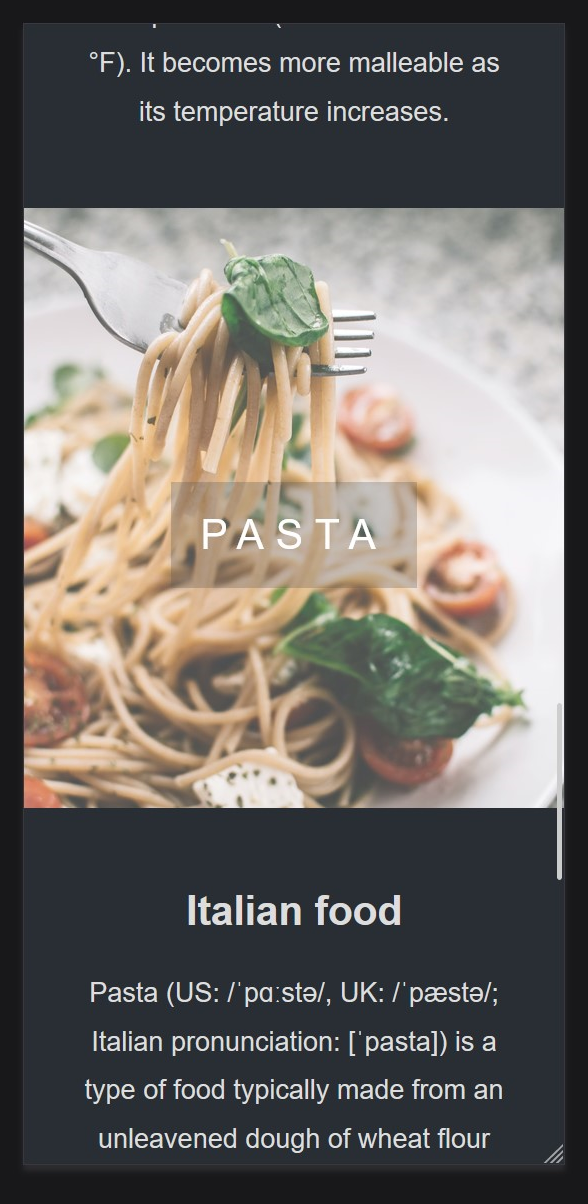 °F). It becomes more malleable as
its temperature increases.
PASTA
Italian food
Pasta (US: /ˈpɑːstə/, UK: /ˈpæstə/;
Italian pronunciation: [ˈpasta]) is a
type of food typically made from an
unleavened dough of wheat flour